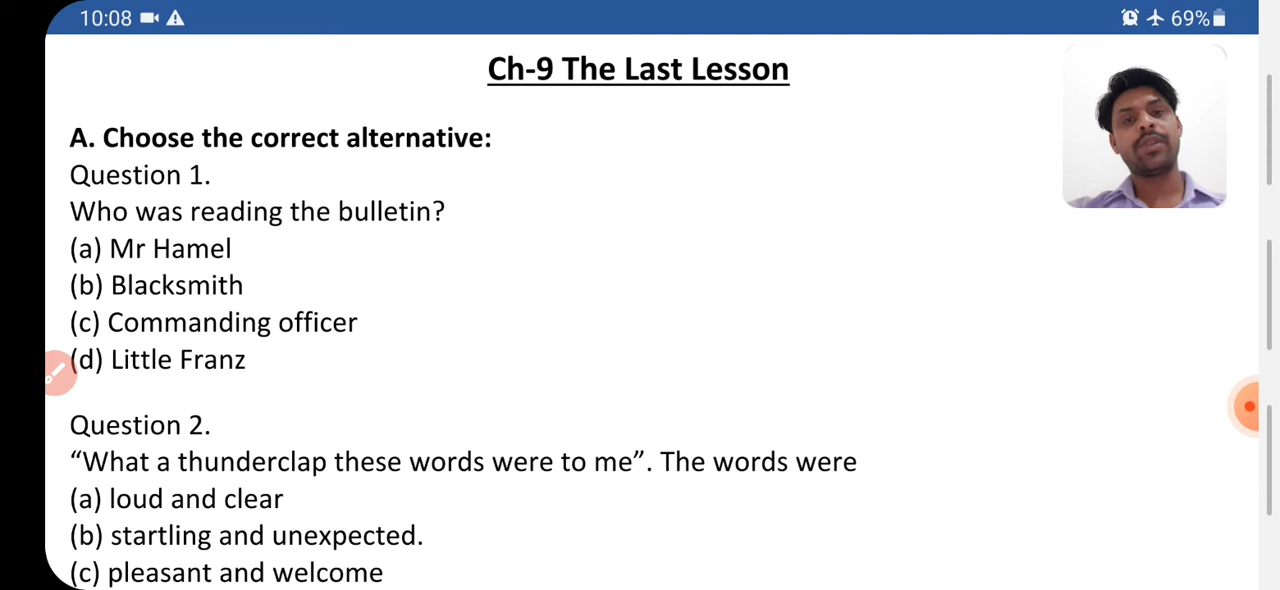 10:08 69%
Ch-9 The Last Lesson
A. Choose the correct alternative:
Question 1.
Who was reading the bulletin?
(a) Mr Hamel
(b) Blacksmith
(c) Commanding officer
(d) Little Franz
Question 2.
“What a thunderclap these words were to me”. The words were
(a) loud and clear
(b) startling and unexpected.
(c) pleasant and welcome